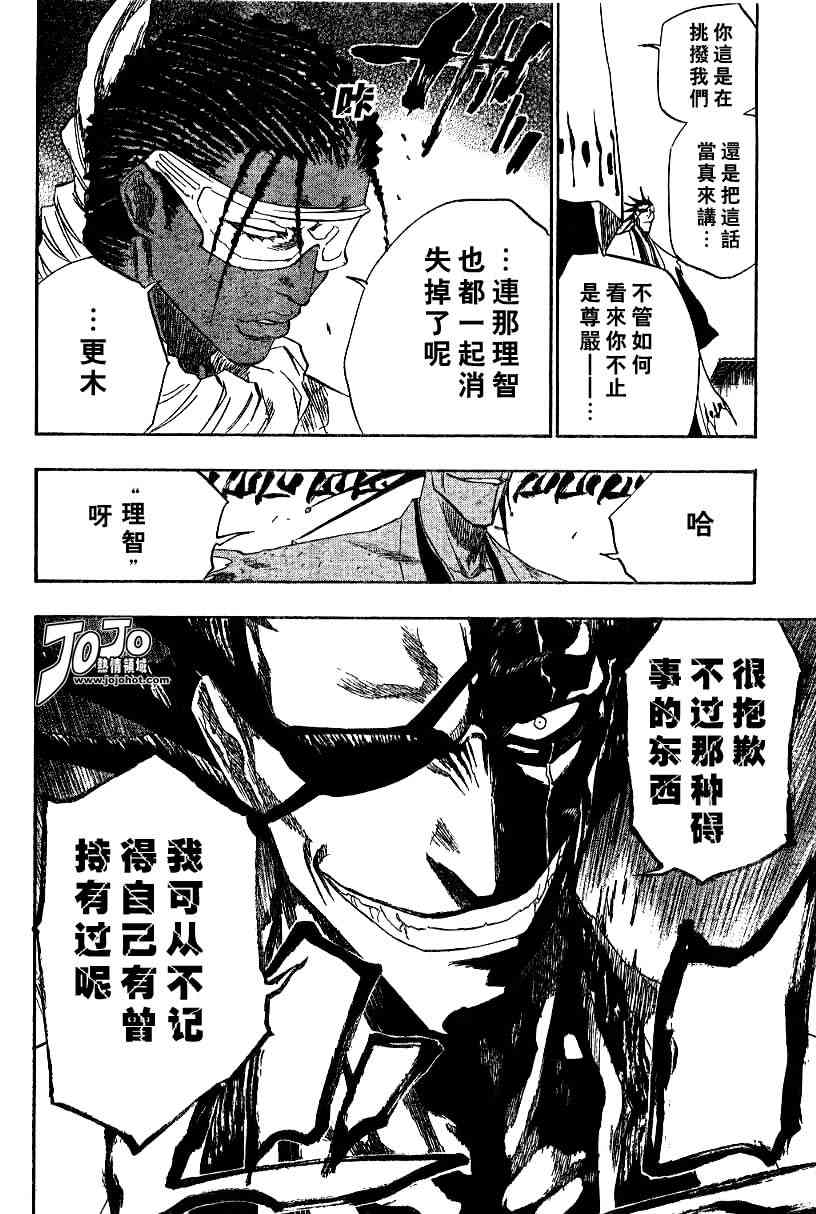 你這是在
挑撥我們
還是把這話
當真來講…
不管如何
看來你不止
是尊嚴——…
咔
…連那理智
也都一起消
失掉了呢
…更木
哈
“理智”
呀
很抱歉
不过那种碍
事的东西
我可从不记
得自己有曾
持有过呢
JOJO
熱情領域
www.jojohot.com